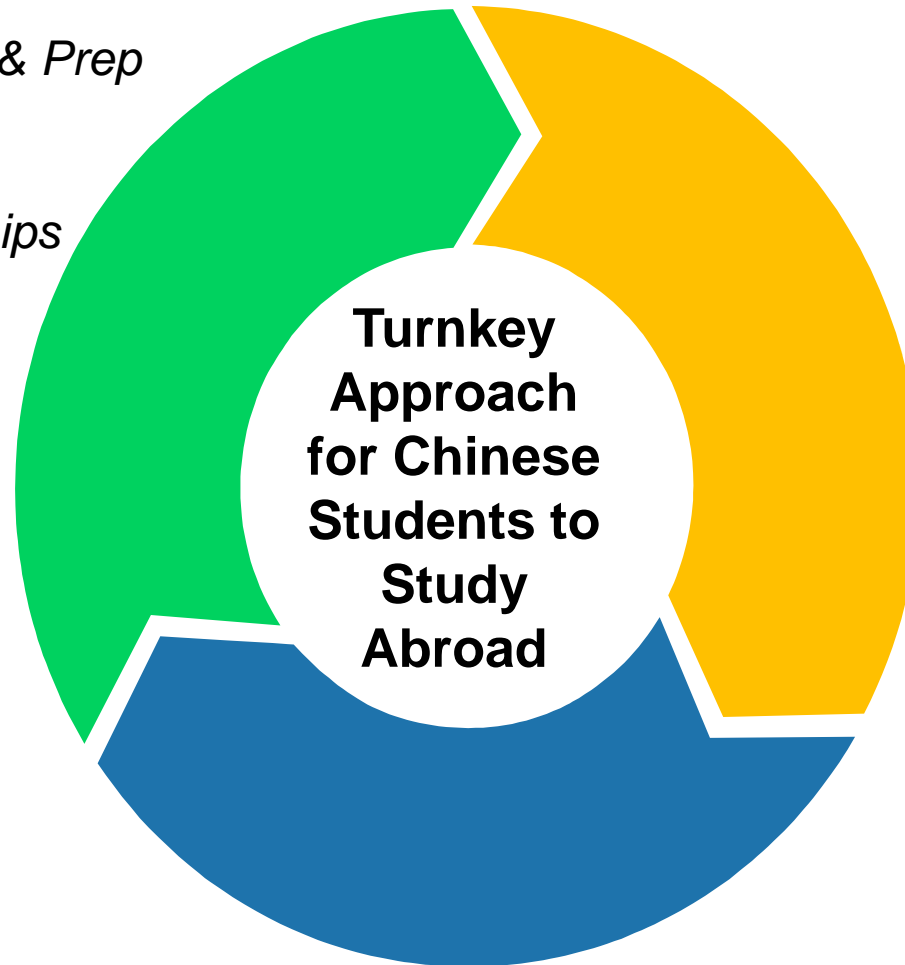 & Prep
ips
Turnkey
Approach
for Chinese
Students to
Study
Abroad